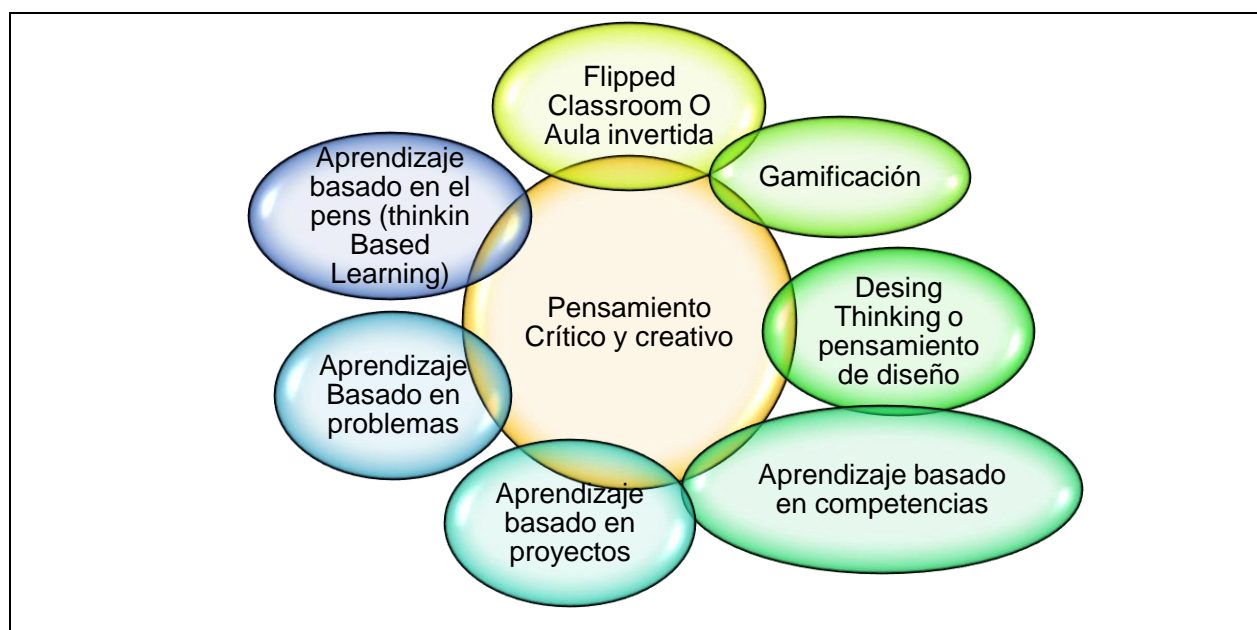 Flipped
Classroom O
Aula invertida
Gamificación
Desing
Thinking o
pensamiento
de diseño
Aprendizaje basado
en competencias
Aprendizaje
basado en
proyectos
Aprendizaje
Basado en
problemas
Aprendizaje
basado en el
pens (thinkin
Based
Learning)
Pensamiento
Crítico y creativo